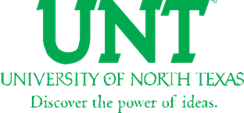 UNT
UNIVERSITY OF NORTH TEXAS
Discover the power of ideas.